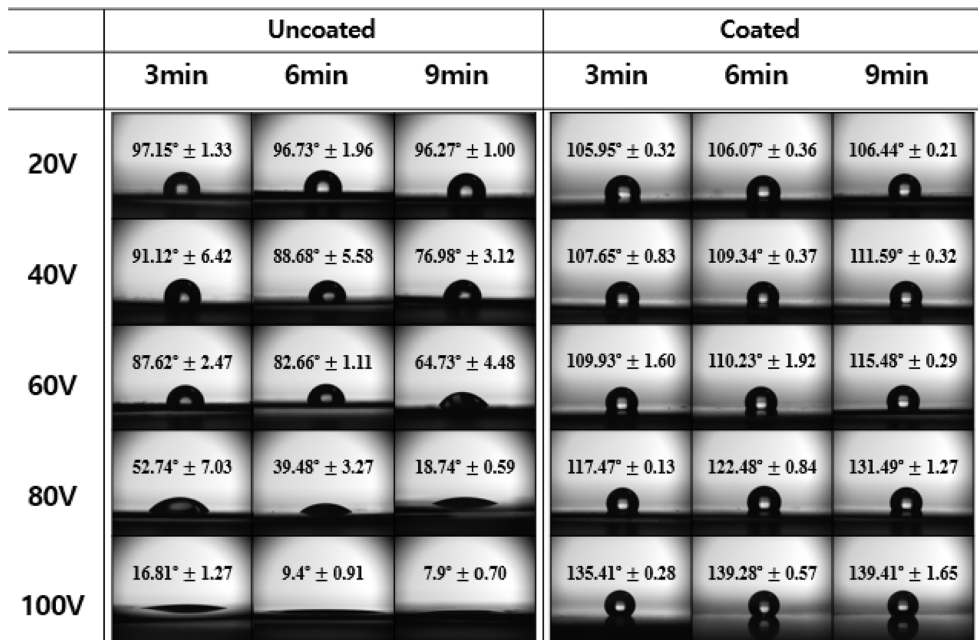 Uncoated Coated
3min 6min 9min 3min 6min 9min
20V 97.15° ± 1.33 96.73° ± 1.96 96.27° ± 1.00 105.95° ± 0.32 106.07° ± 0.36 106.44° ± 0.21
40V 91.12° ± 6.42 88.68° ± 5.58 76.98° ± 3.12 107.65° ± 0.83 109.34° ± 0.37 111.59° ± 0.32
60V 87.62° ± 2.47 82.66° ± 1.11 64.73° ± 4.48 109.93° ± 1.60 110.23° ± 1.92 115.48° ± 0.29
80V 52.74° ± 7.03 39.48° ± 3.27 18.74° ± 0.59 117.47° ± 0.13 122.48° ± 0.84 131.49° ± 1.27
100V 16.81° ± 1.27 9.4° ± 0.91 7.9° ± 0.70 135.41° ± 0.28 139.28° ± 0.57 139.41° ± 1.65